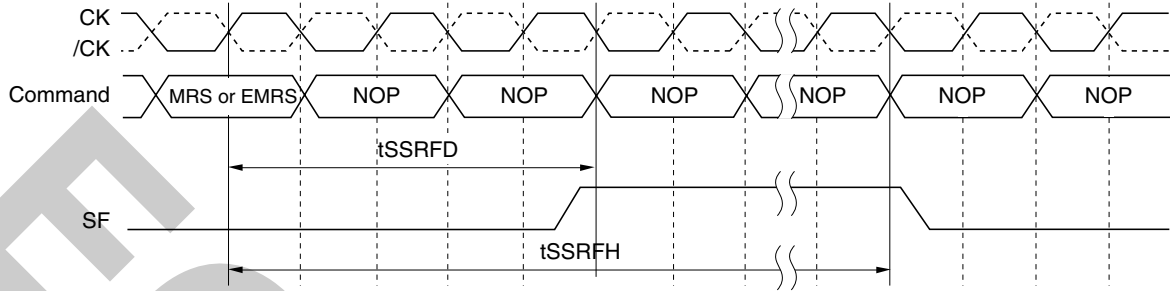 CK
/CK
Command MRS or EMRS NOP NOP NOP NOP NOP NOP
tSSRFD
SF
tSSRFH